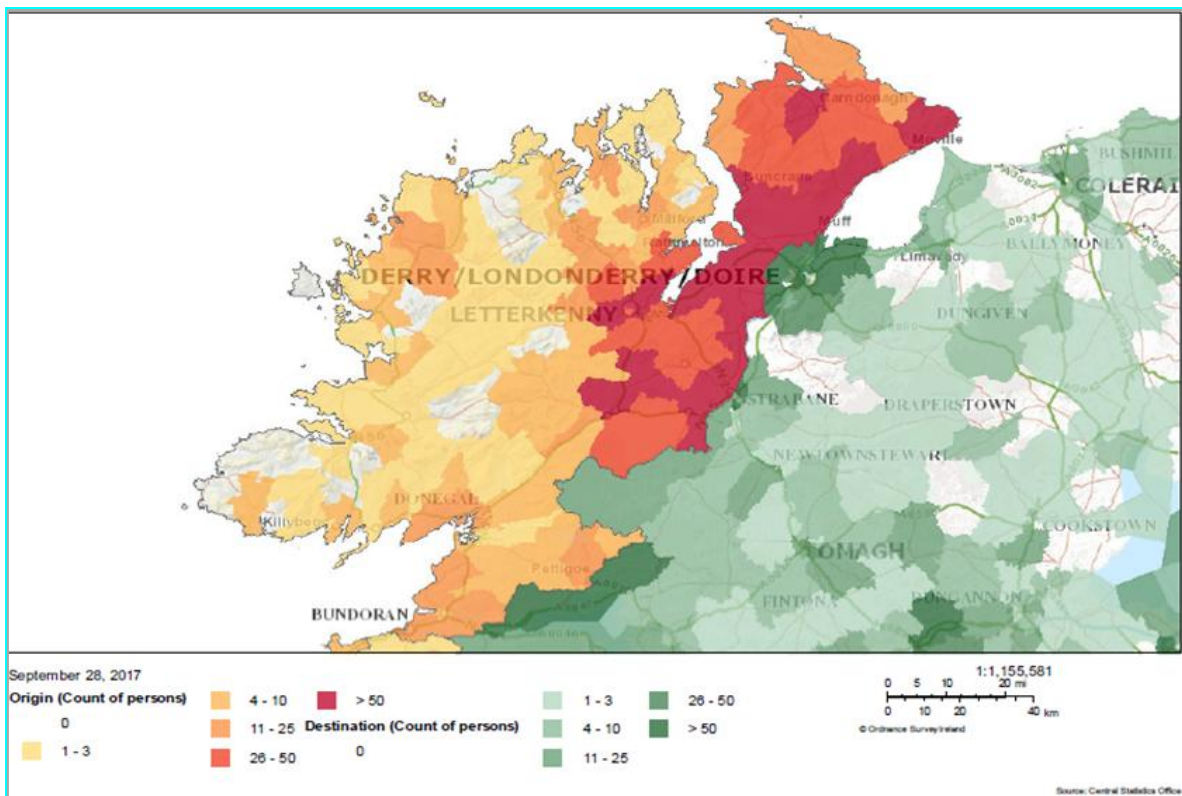 Carndonagh
Moville
BUSHMIL
Buncrana
COLERAI
Milford
Muff
BALLYMONEY
Limavady
DERRY/LONDONDERRY/DOIRE
LETTERKENNY
DUNGIVEN
STRABANE
DRAPERSTOWN
NEWTOWNSTEWART
DONEGAL
Killybegs
COOKSTOWN
OMAGH
Pettigoe
FINTONA
DUNGANNON
BUNDORAN
September 28, 2017
1:1,155,581
Origin (Count of persons)
0
1 - 3
4 - 10
11 - 25
26 - 50
> 50
Destination (Count of persons)
0
1 - 3
4 - 10
11 - 25
26 - 50
> 50
0 5 10 20 mi
0 10 20 40 km
© Ordnance Survey Ireland
Source: Central Statistics Office